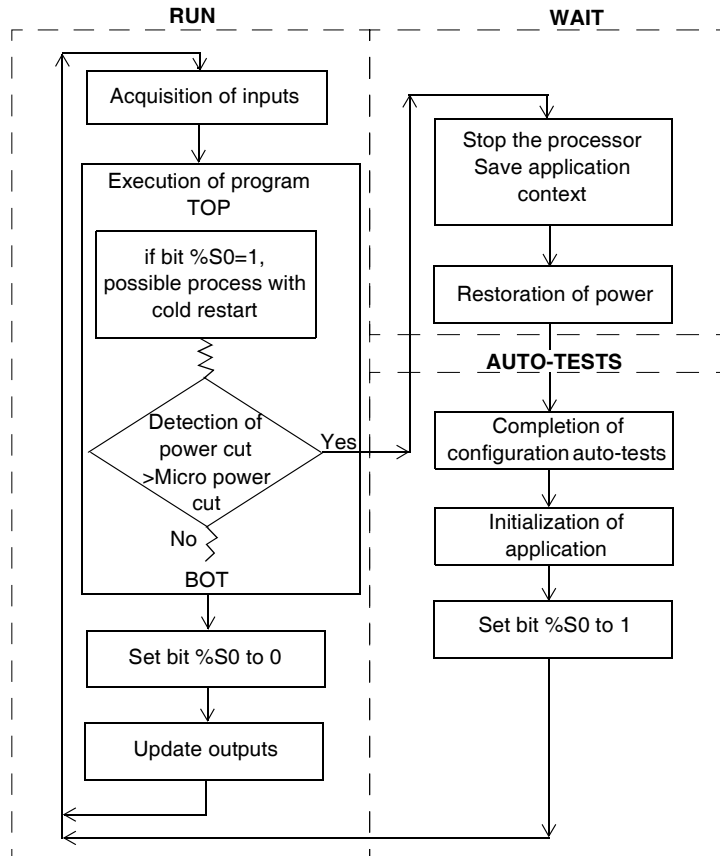 RUN
WAIT
Acquisition of inputs
Execution of program
TOP
if bit %S0=1,
possible process with
cold restart
Detection of
power cut
>Micro power
cut
Yes
No
BOT
Set bit %S0 to 0
Update outputs
Stop the processor
Save application
context
Restoration of power
AUTO-TESTS
Completion of
configuration auto-tests
Initialization of
application
Set bit %S0 to 1